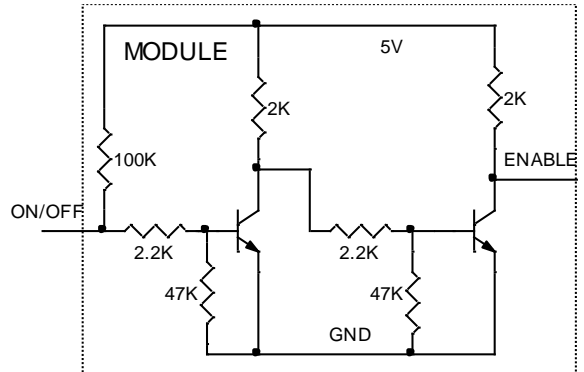 MODULE
5V
2K
2K
100K
ENABLE
ON/OFF
2.2K
2.2K
47K
47K
GND